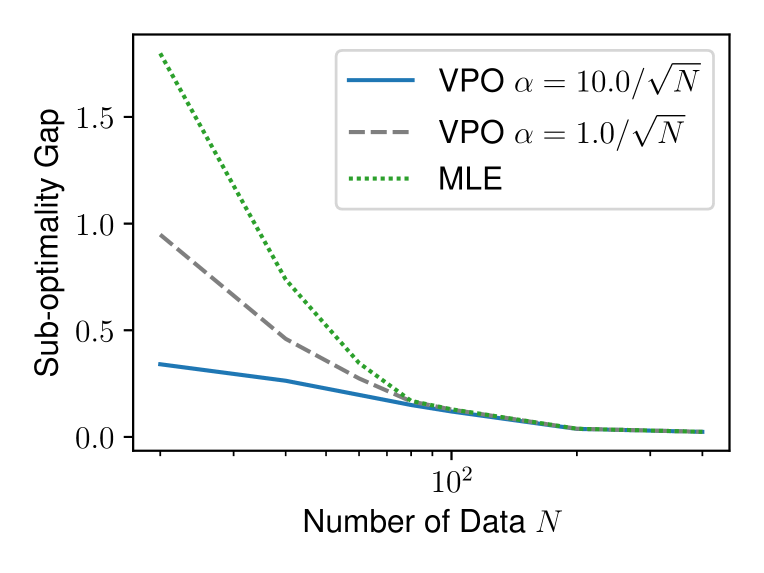 VPO α = 10.0/√N
VPO α = 1.0/√N
MLE
Sub-optimality Gap
1.5
1.0
0.5
0.0
10²
Number of Data N